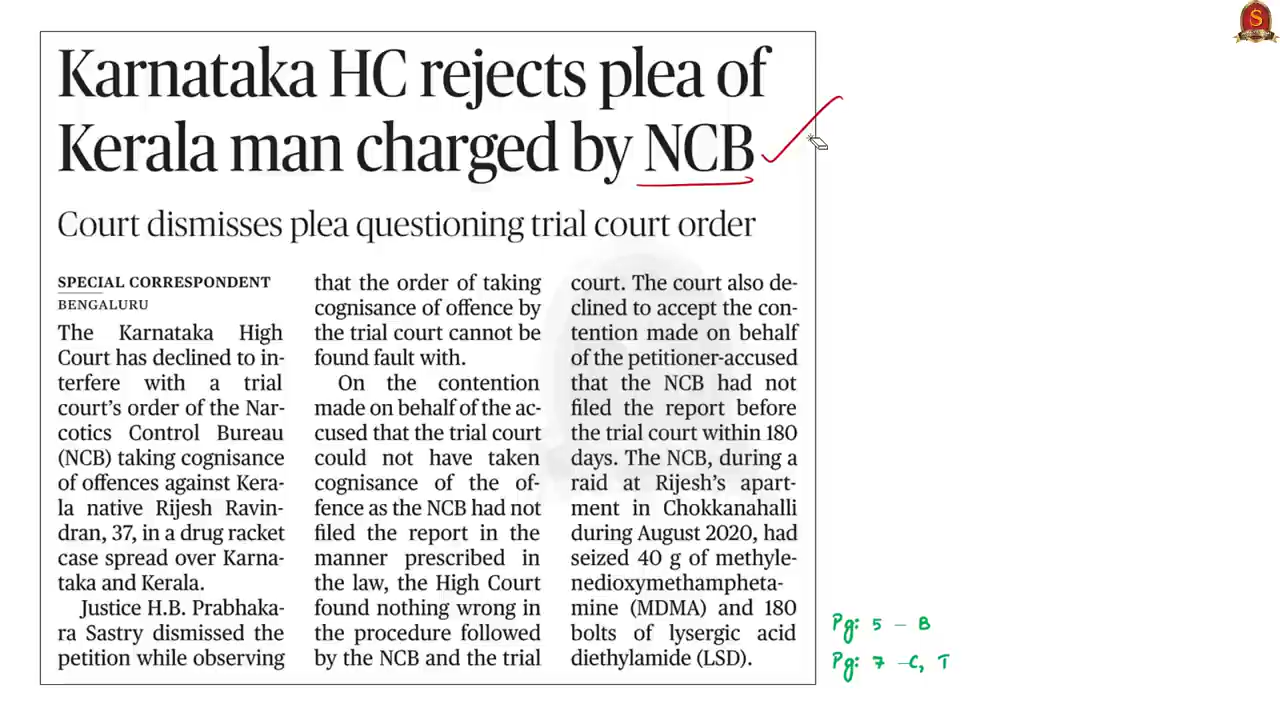 Karnataka HC rejects plea of
Kerala man charged by NCB
Court dismisses plea questioning trial court order
SPECIAL CORRESPONDENT
BENGALURU
The Karnataka High
Court has declined to in-
terfere with a trial
court's order of the Nar-
cotics Control Bureau
(NCB) taking cognisance
of offences against Kera-
la native Rijesh Ravin-
dran, 37, in a drug racket
case spread over Karna-
taka and Kerala.
Justice H.B. Prabhaka-
ra Sastry dismissed the
petition while observing
that the order of taking
cognisance of offence by
the trial court cannot be
found fault with.
On the contention
made on behalf of the ac-
cused that the trial court
could not have taken
cognisance of the of-
fence as the NCB had not
filed the report in the
manner prescribed in
the law, the High Court
found nothing wrong in
the procedure followed
by the NCB and the trial
court. The court also de-
clined to accept the con-
tention made on behalf
of the petitioner-accused
that the NCB had not
filed the report before
the trial court within 180
days. The NCB, during a
raid at Rijesh's apart-
ment in Chokkanahalli
during August 2020, had
seized 40 g of methyle-
nedioxymethampheta-
mine (MDMA) and 180
bolts of lysergic acid
diethylamide (LSD).
Pg: 5 - B
Pg: 7 - C, T